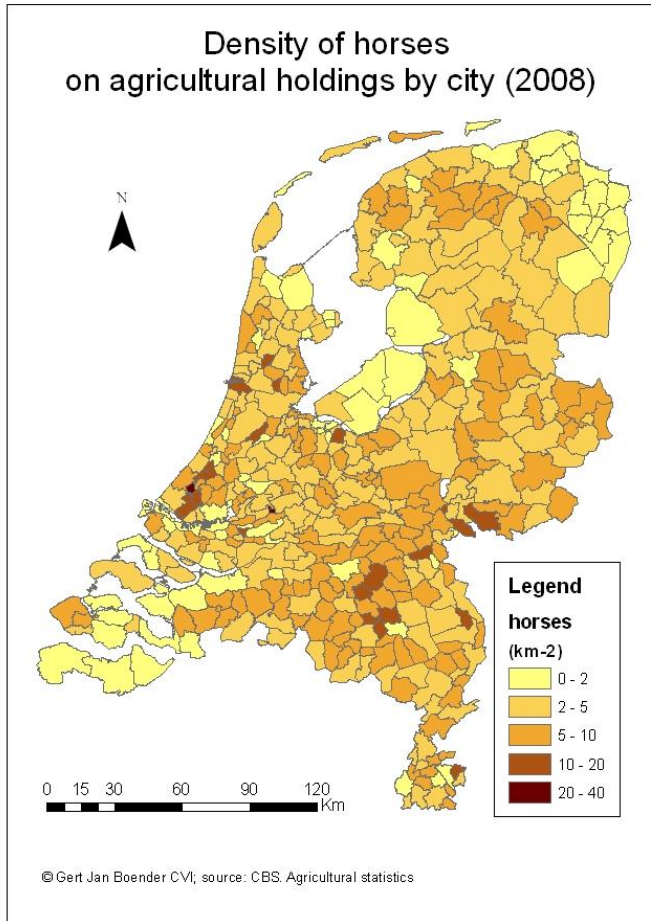 Density of horses
on agricultural holdings by city (2008)
N
Legend
horses
(km-2)
0 - 2
2 - 5
5 - 10
10 - 20
20 - 40
0 15 30 60 90 120
Km
© Gert Jan Boender CVI; source: CBS. Agricultural statistics